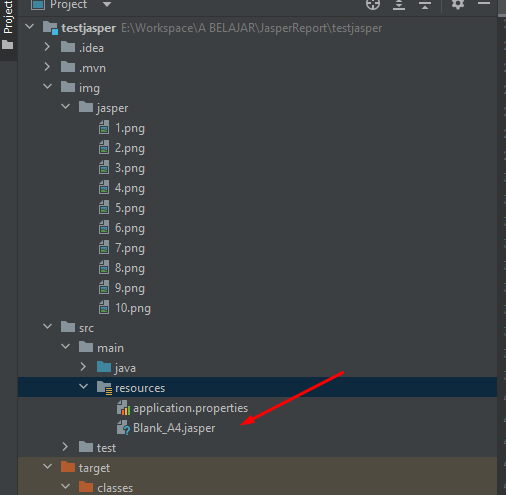 Project
Project
testjasper E:\Workspace\A BELAJAR\JasperReport\testjasper
.idea
.mvn
img
jasper
1.png
2.png
3.png
4.png
5.png
6.png
7.png
8.png
9.png
10.png
src
main
java
resources
application.properties
Blank_A4.jasper
test
target
classes